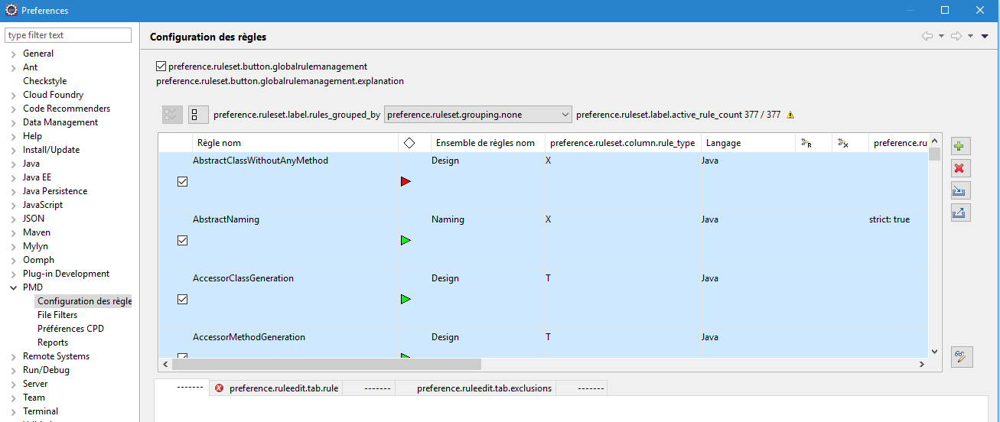 Preferences
type filter text
General
Ant
Checkstyle
Cloud Foundry
Code Recommenders
Data Management
Help
Install/Update
Java
Java EE
Java Persistence
JavaScript
JSON
Maven
Mylyn
Oomph
Plug-in Development
PMD
Configuration des règle
File Filters
Préférences CPD
Reports
Remote Systems
Run/Debug
Server
Team
Terminal
Configuration des règles
preference.ruleset.button.globalrulemanagement
preference.ruleset.button.globalrulemanagement.explanation
preference.ruleset.label.rules_grouped_by preference.ruleset.grouping.none preference.ruleset.label.active_rule_count 377 / 377
Règle nom Ensemble de règles nom preference.ruleset.column.rule_type Langage R X preference.ru
AbstractClassWithoutAnyMethod Design X Java
AbstractNaming Naming X Java strict: true
AccessorClassGeneration Design T Java
AccessorMethodGeneration Design T Java
------- preference.ruleedit.tab.rule ------- preference.ruleedit.tab.exclusions -------